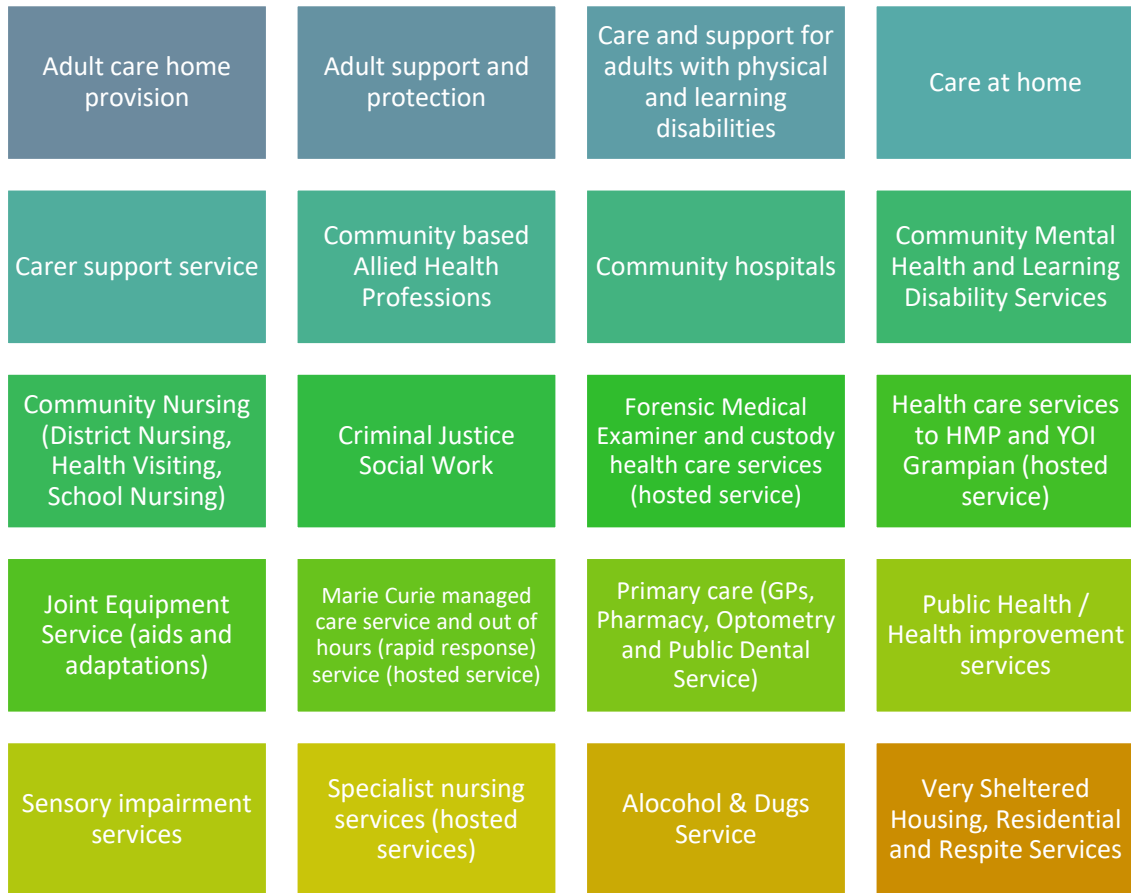 Adult care home
provision
Adult support and
protection
Care and support for
adults with physical
and learning
disabilities
Care at home
Carer support service
Community based
Allied Health
Professions
Community hospitals
Community Mental
Health and Learning
Disability Services
Community Nursing
(District Nursing,
Health Visiting,
School Nursing)
Criminal Justice
Social Work
Forensic Medical
Examiner and custody
health care services
(hosted service)
Health care services
to HMP and YOI
Grampian (hosted
service)
Joint Equipment
Service (aids and
adaptations)
Marie Curie managed
care service and out of
hours (rapid response)
service (hosted service)
Primary care (GPs,
Pharmacy, Optometry
and Public Dental
Service)
Public Health /
Health improvement
services
Sensory impairment
services
Specialist nursing
services (hosted
services)
Alocohol & Dugs
Service
Very Sheltered
Housing, Residential
and Respite Services